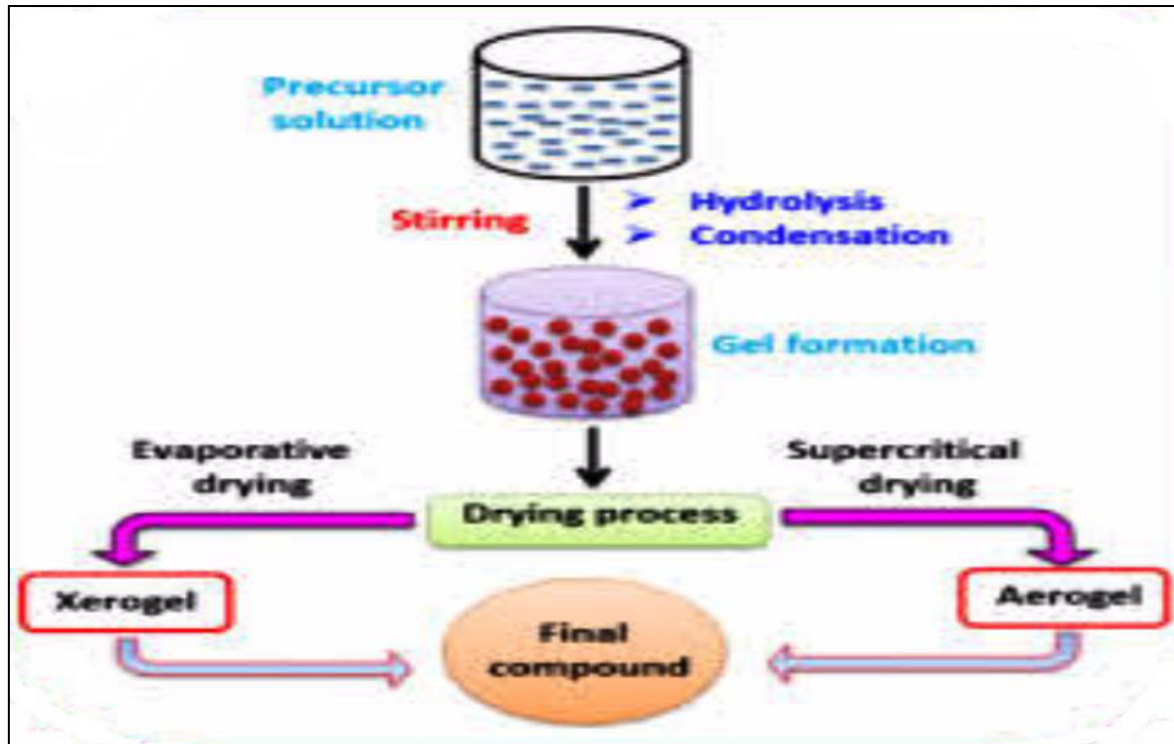 Precursor
solution
Stirring
➢ Hydrolysis
➢ Condensation
Gel formation
Evaporative
drying
Supercritical
drying
Drying process
Xerogel
Aerogel
Final
compound